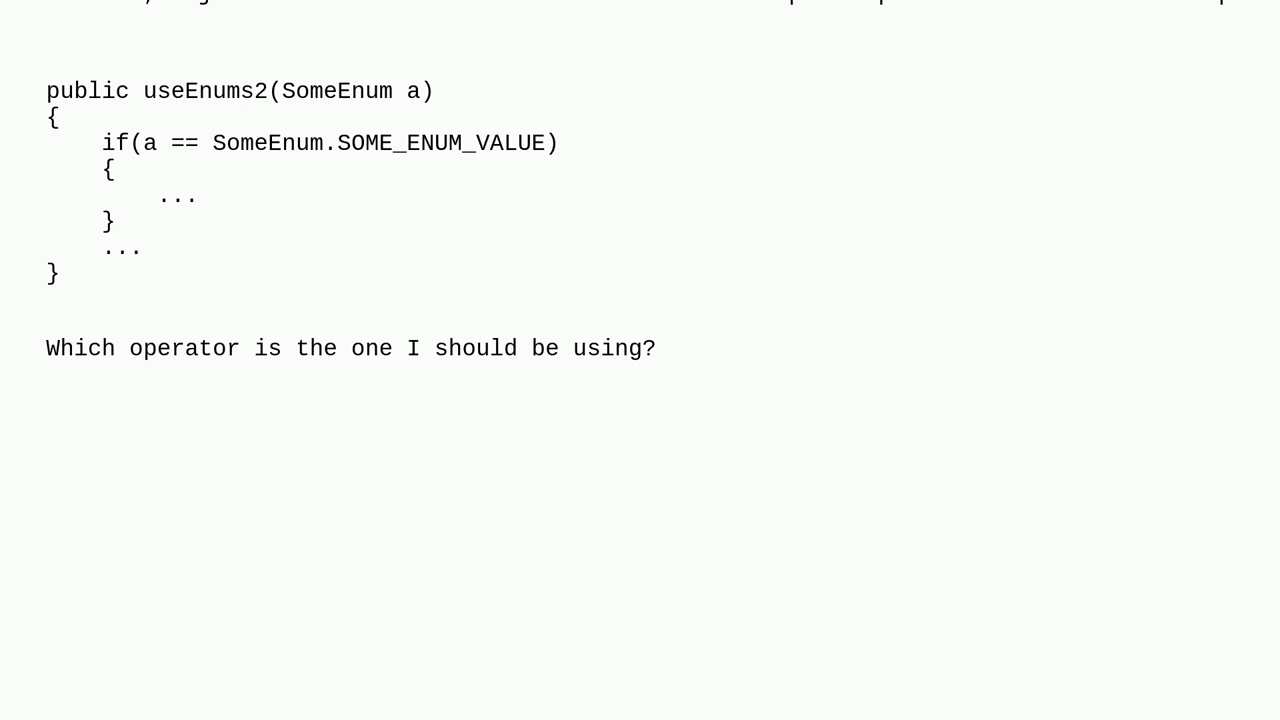 public useEnums2(SomeEnum a)
{
    if(a == SomeEnum.SOME_ENUM_VALUE)
    {
        ...
    }
    ...
}
Which operator is the one I should be using?